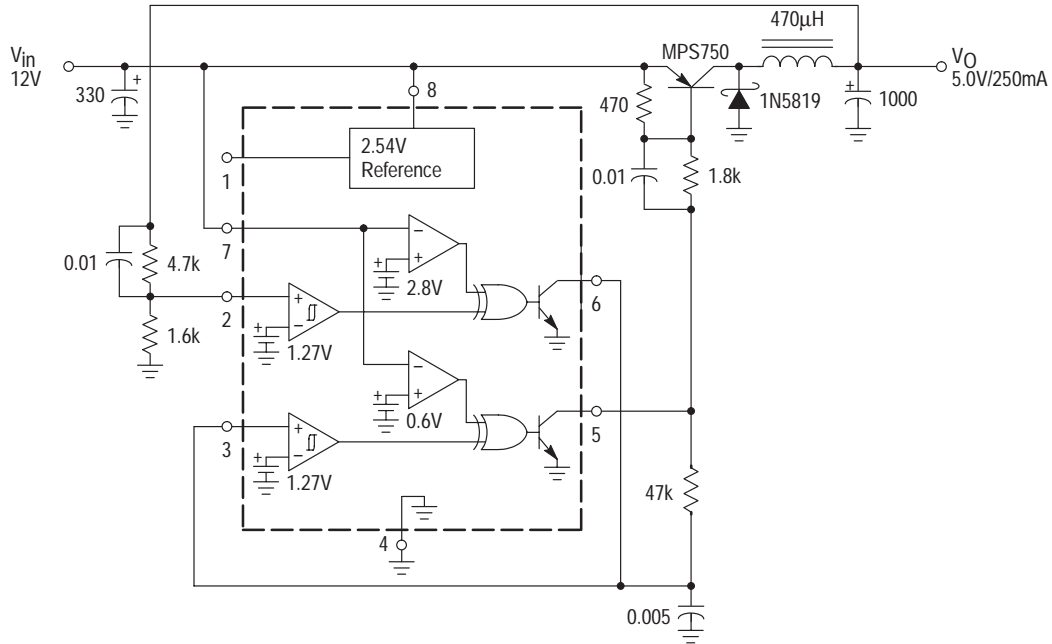 470µH
MPS750
Vin
12V
VO
5.0V/250mA
330
+
8
470
1N5819
+
1000
2.54V
Reference
1
0.01
1.8k
7
−
+
+
2.8V
0.01
4.7k
6
2
+
−
+
1.27V
1.6k
−
+
+
0.6V
5
3
+
−
+
1.27V
47k
4
0.005